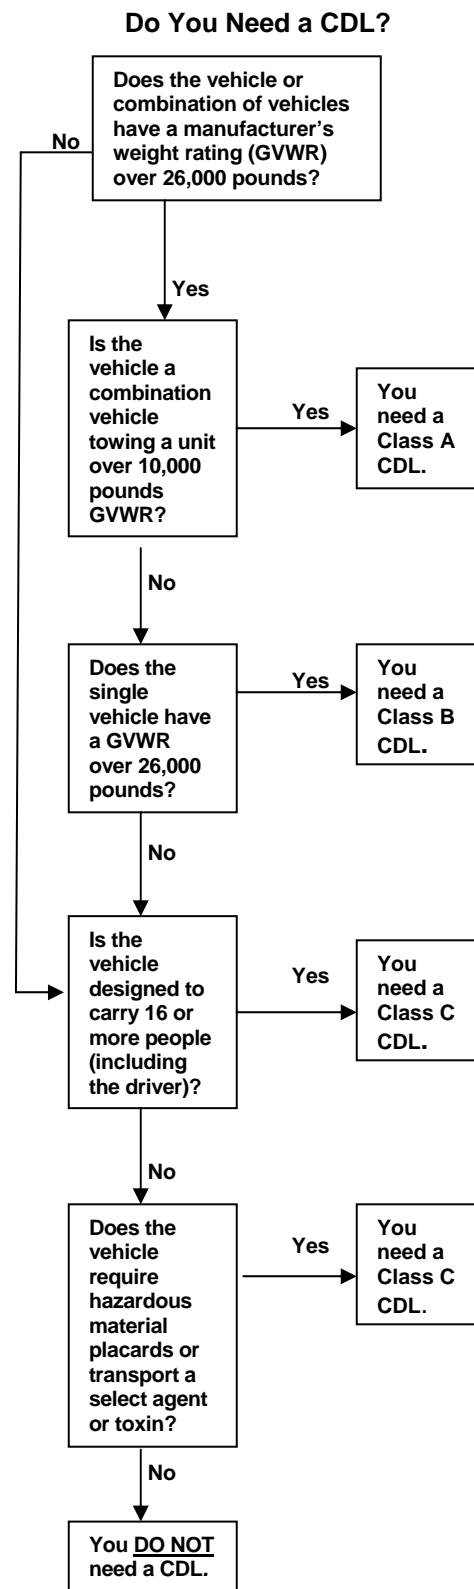 Do You Need a CDL?
Does the vehicle or
combination of vehicles
have a manufacturer's
weight rating (GVWR)
over 26,000 pounds?
No
Yes
Is the
vehicle a
combination
vehicle
towing a unit
over 10,000
pounds
GVWR?
Yes
You
need a
Class A
CDL.
No
Does the
single
vehicle have
a GVWR
over 26,000
pounds?
Yes
You
need a
Class B
CDL.
No
Is the
vehicle
designed to
carry 16 or
more people
(including
the driver)?
Yes
You
need a
Class C
CDL.
No
Does the
vehicle
require
hazardous
material
placards or
transport a
select agent
or toxin?
Yes
You
need a
Class C
CDL.
No
You DO NOT
need a CDL.